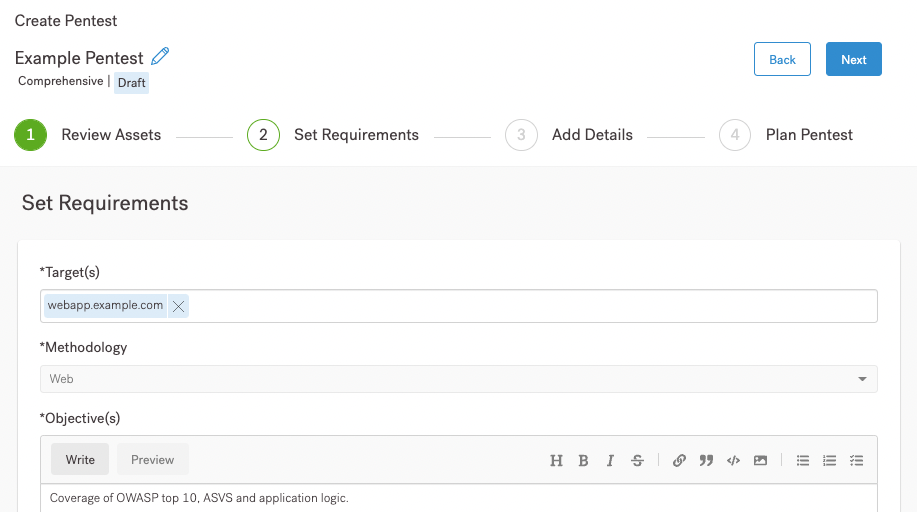 Create Pentest
Example Pentest
Back
Next
Comprehensive | Draft
1 Review Assets
2 Set Requirements
3 Add Details
4 Plan Pentest
Set Requirements
*Target(s)
webapp.example.com
*Methodology
Web
*Objective(s)
Write Preview H B I S
Coverage of OWASP top 10, ASVS and application logic.